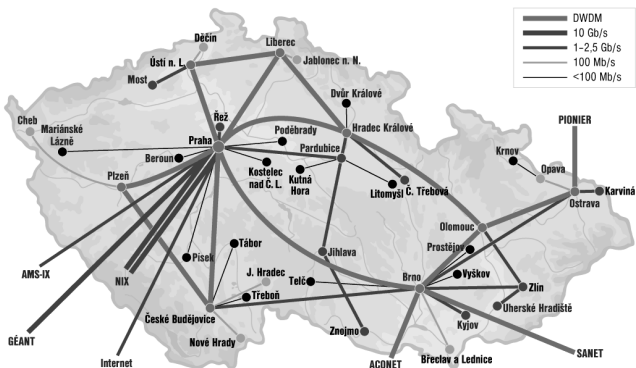 DWDM
10 Gb/s
1–2,5 Gb/s
100 Mb/s
<100 Mb/s
Děčín
Liberec
Ústí n. L.
Jablonec n. N.
Most
Dvůr Králové
Cheb
Mariánské
Lázně
Řež
Praha
Poděbrady
Hradec Králové
PIONIER
Beroun
Pardubice
Krnov
Opava
Kostelec
nad Č. L.
Kutná
Hora
Litomyšl
Č. Třebová
Plzeň
Ostrava
Karviná
Olomouc
Tábor
Písek
Jihlava
Prostějov
AMS-IX
NIX
J. Hradec
Telč
Brno
Vyškov
Zlín
Třeboň
Uherské Hradiště
České Budějovice
Kyjov
GÉANT
Nové Hrady
Znojmo
Břeclav a Lednice
SANET
Internet
ACONET